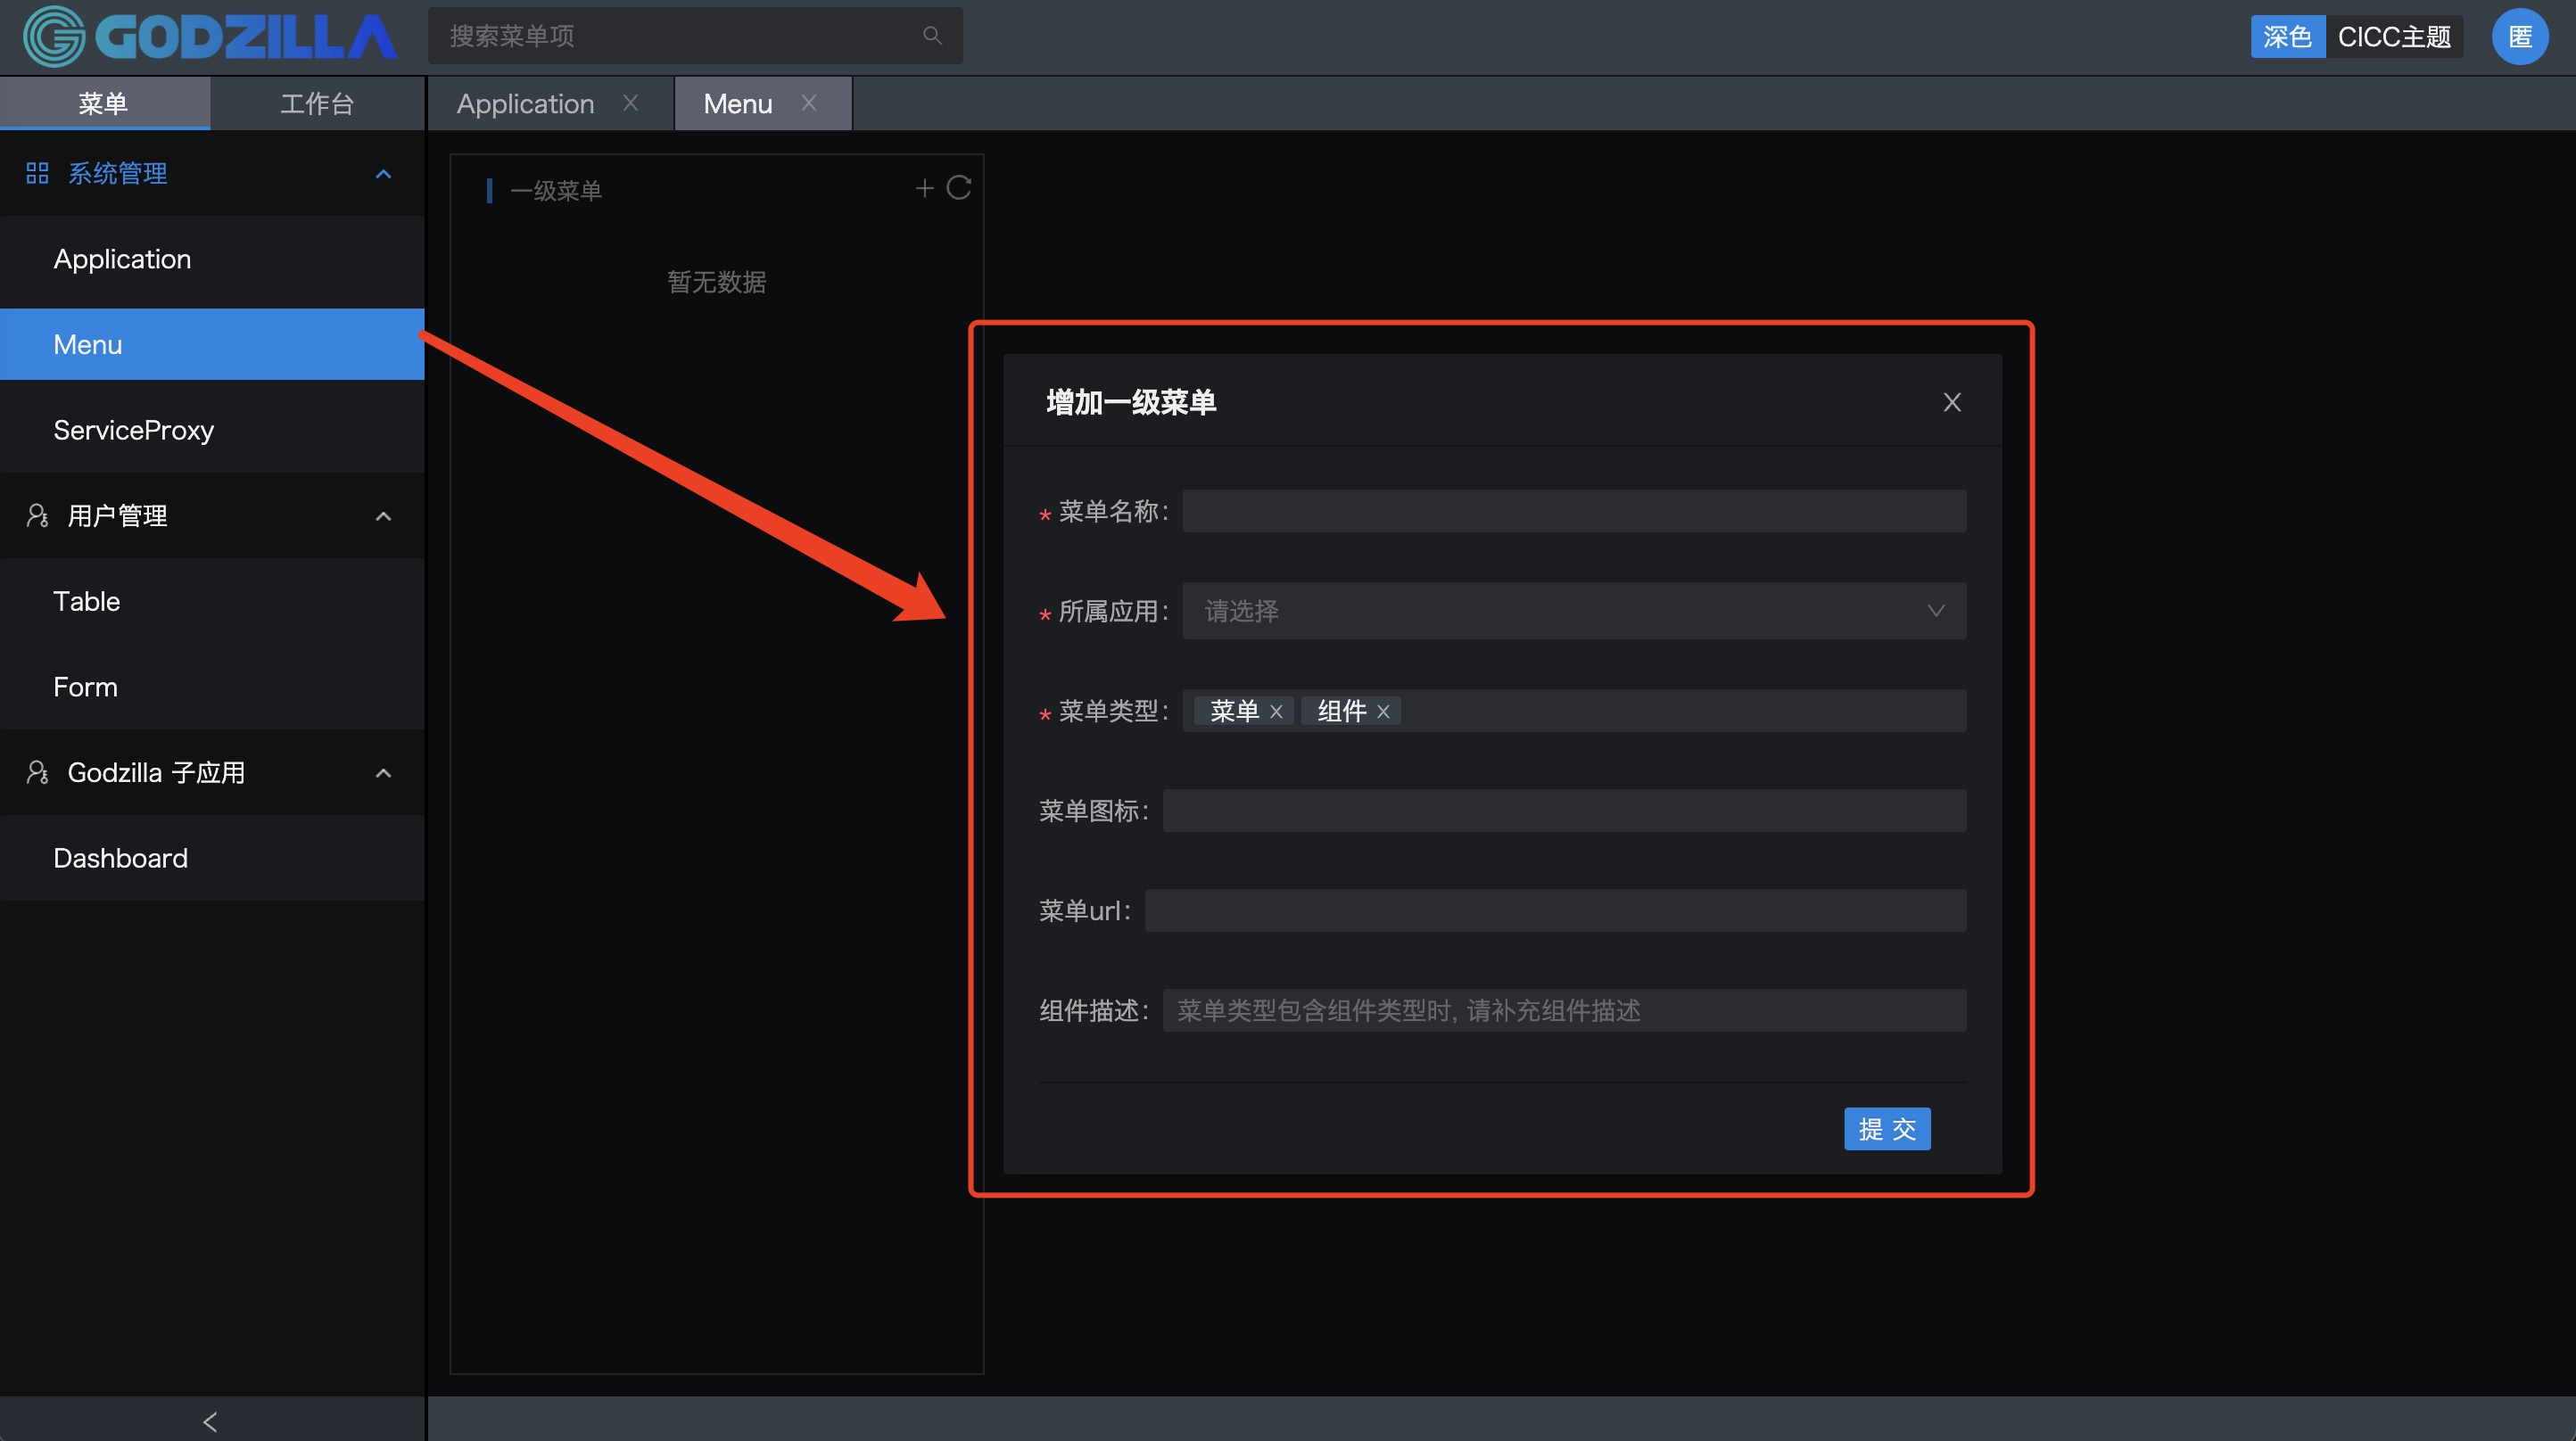 GODZILLA
搜索菜单项
深色 CICC主题
匿
菜单 工作台
Application Menu
系统管理
Application
Menu
ServiceProxy
用户管理
Table
Form
Godzilla 子应用
Dashboard
一级菜单
暂无数据
增加一级菜单
* 菜单名称:
* 所属应用: 请选择
* 菜单类型: 菜单 组件
菜单图标:
菜单url:
组件描述: 菜单类型包含组件类型时, 请补充组件描述
提 交